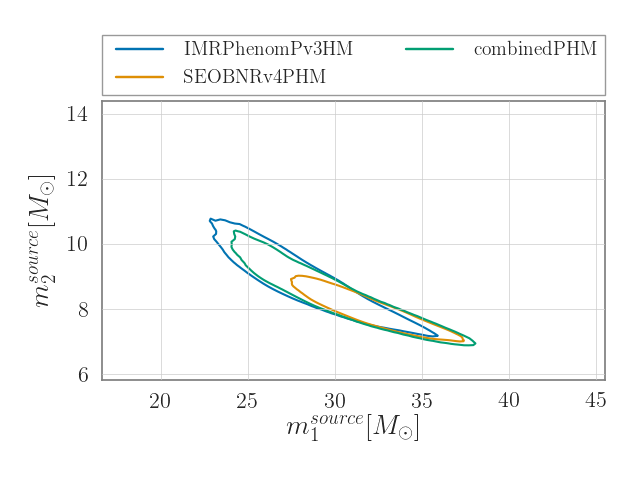 IMRPhenomPv3HM combinedPHM
SEOBNRv4PHM
14
12
10
8
6
20 25 30 35 40 45
m_2^{source}[M_⊙]
m_1^{source}[M_⊙]